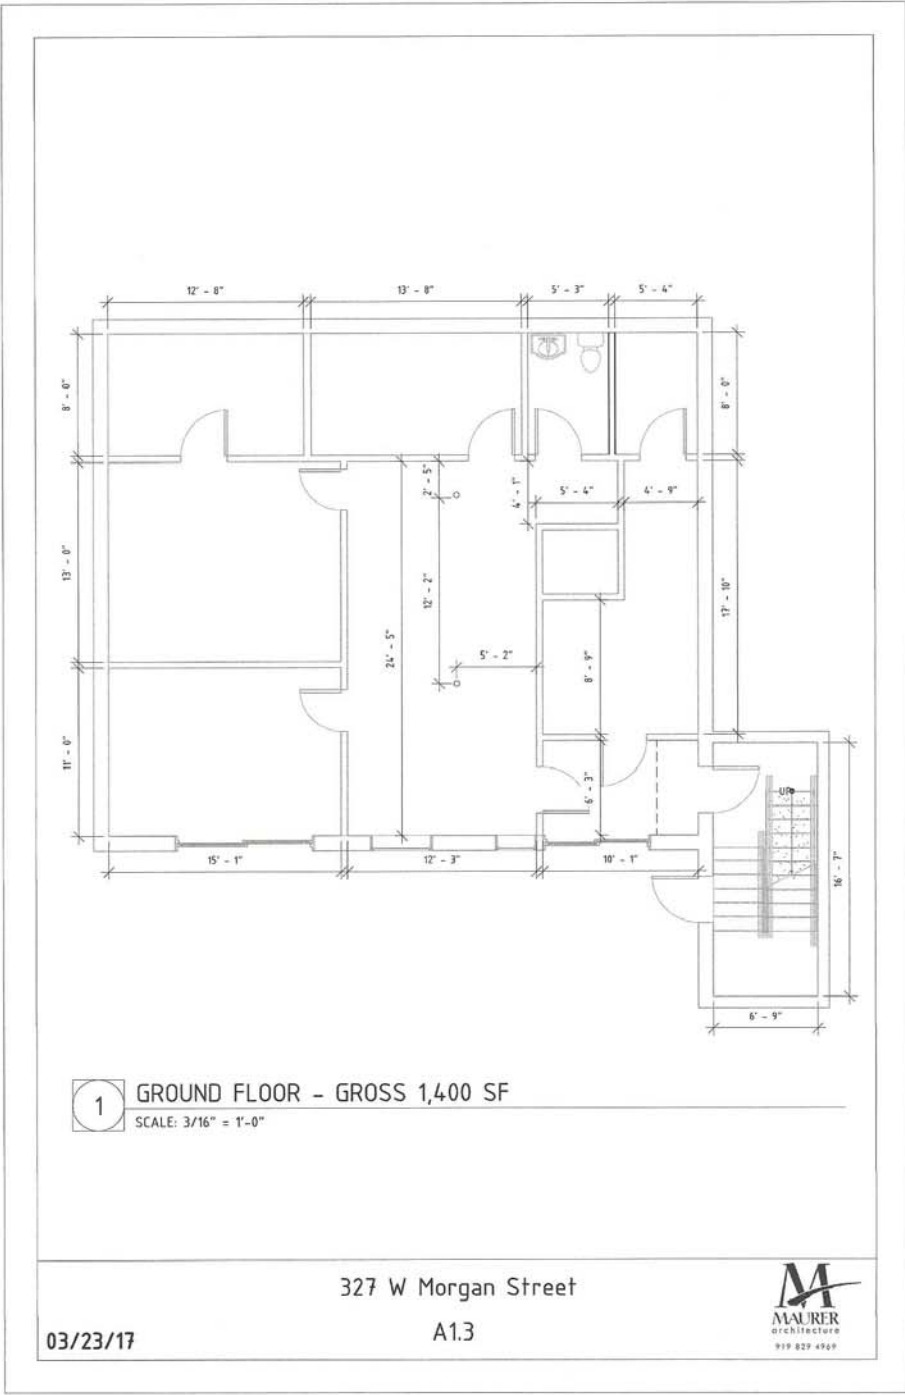 12' - 8"
13' - 8"
5' - 3"
5' - 4"
8' - 0"
8' - 0"
2' - 5"
4' - 1"
5' - 4"
4' - 9"
13' - 0"
12' - 2"
17' - 10"
24' - 5"
5' - 2"
8' - 9"
11' - 0"
6' - 3"
UP
15' - 1"
12' - 3"
10' - 1"
16' - 7"
6' - 9"
1
GROUND FLOOR - GROSS 1,400 SF
SCALE: 3/16" = 1'-0"
327 W Morgan Street
A1.3
03/23/17
M
MAURER
architecture
919 829 4969